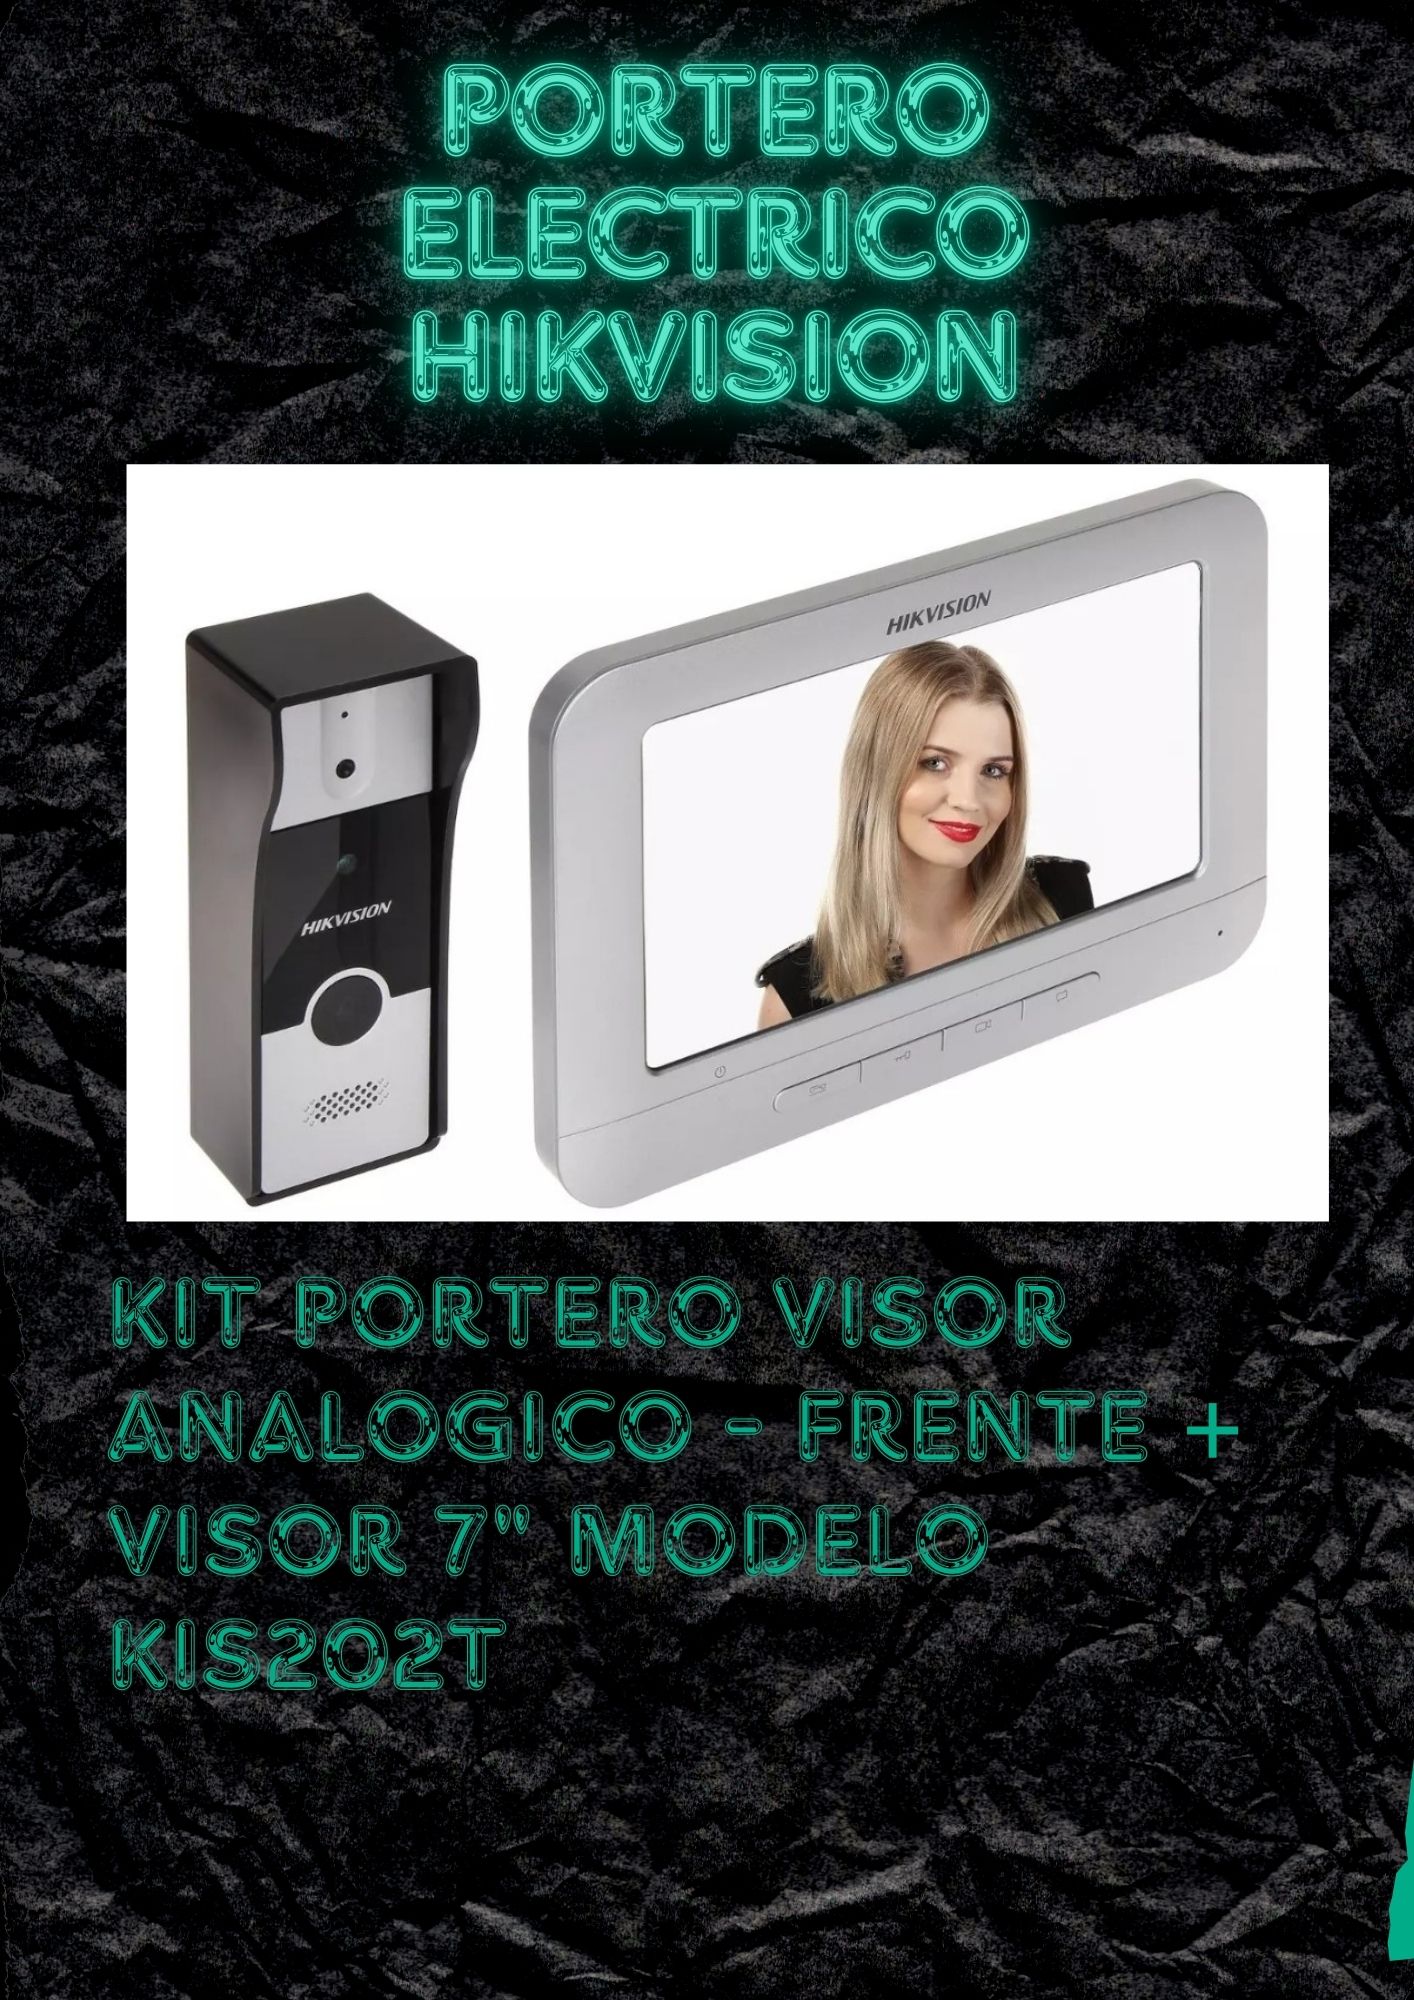 PORTERO
ELECTRICO
HIKVISION
HIKVISION
HIKVISION
KIT PORTERO VISOR
ANALOGICO - FRENTE +
VISOR 7" MODELO
KIS202T